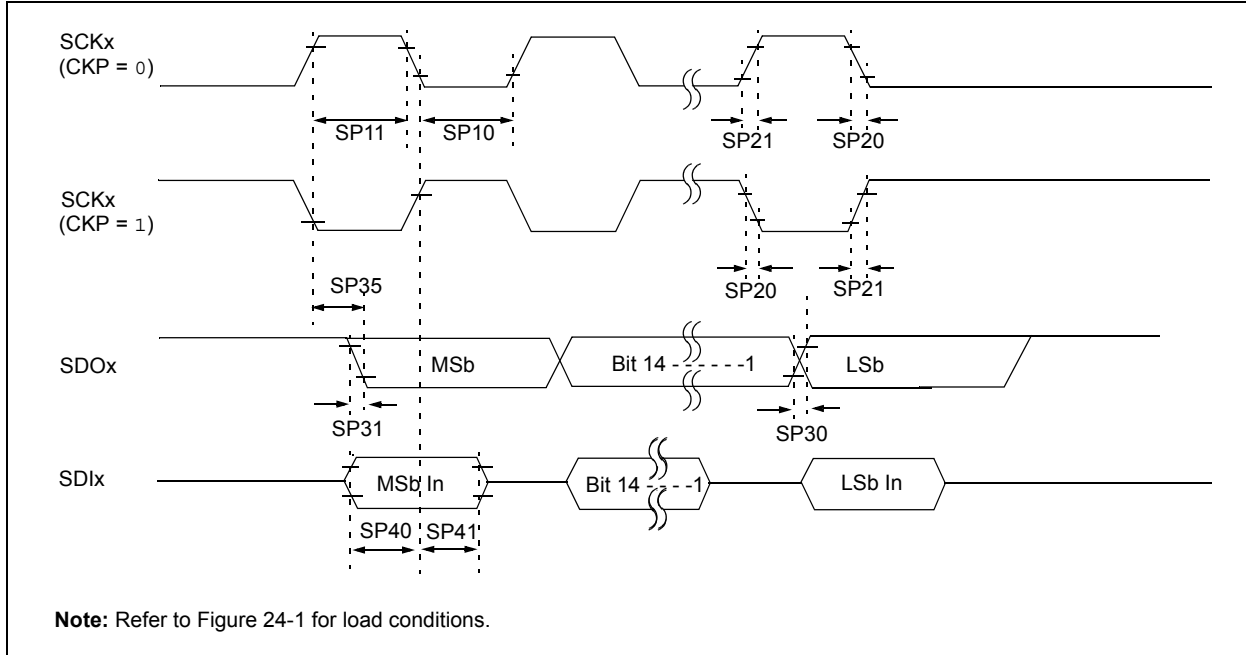 SCKx
(CKP = 0)
SP11
SP10
SP21
SP20
SCKx
(CKP = 1)
SP35
SP20
SP21
SDOx
MSb
Bit 14 - - - - - -1
LSb
SP31
SP30
SDIx
MSb In
Bit 14 - - - - -1
LSb In
SP40
SP41
Note: Refer to Figure 24-1 for load conditions.